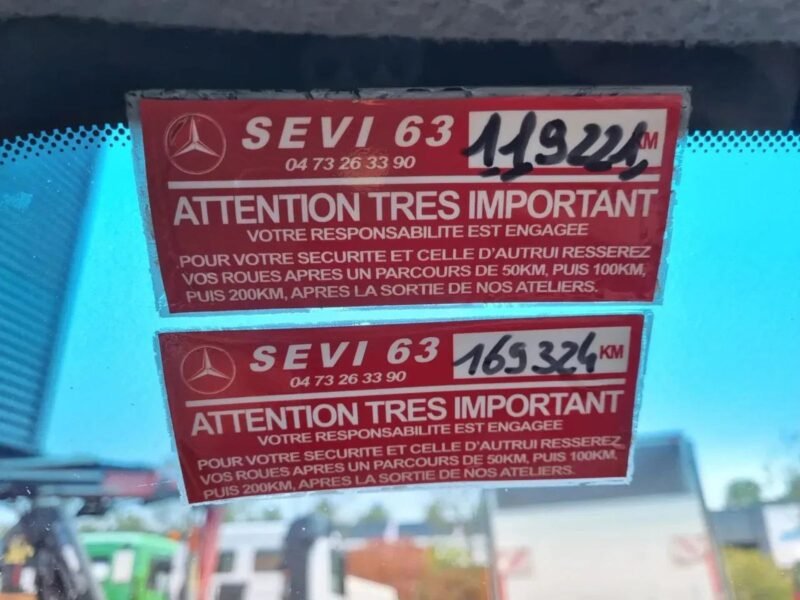 SEVI 63 119221 KM
04 73 26 33 90
ATTENTION TRES IMPORTANT
VOTRE RESPONSABILITE EST ENGAGEE
POUR VOTRE SECURITE ET CELLE D'AUTRUI RESSEREZ
VOS ROUES APRES UN PARCOURS DE 50KM, PUIS 100KM,
PUIS 200KM, APRES LA SORTIE DE NOS ATELIERS.
SEVI 63 169324 KM
04 73 26 33 90
ATTENTION TRES IMPORTANT
VOTRE RESPONSABILITE EST ENGAGEE
POUR VOTRE SECURITE ET CELLE D'AUTRUI RESSEREZ
VOS ROUES APRES UN PARCOURS DE 50KM, PUIS 100KM,
PUIS 200KM, APRES LA SORTIE DE NOS ATELIERS.